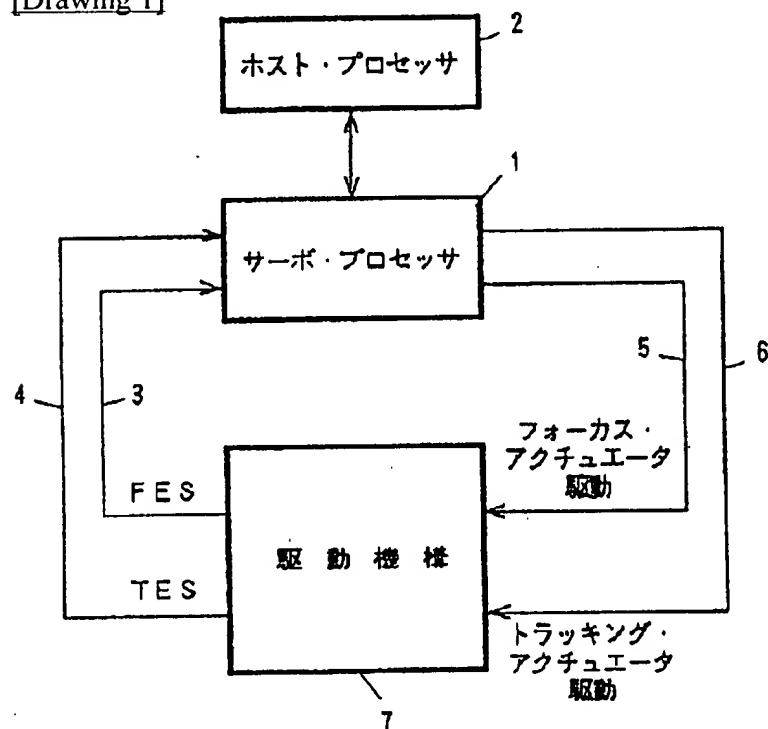 [Drawing 1]
2
ホスト・プロセッサ
1
サーボ・プロセッサ
4
3
5
6
フォーカス・
アクチュエータ
駆動
FES
駆動機構
TES
トラッキング・
アクチュエータ
駆動
7